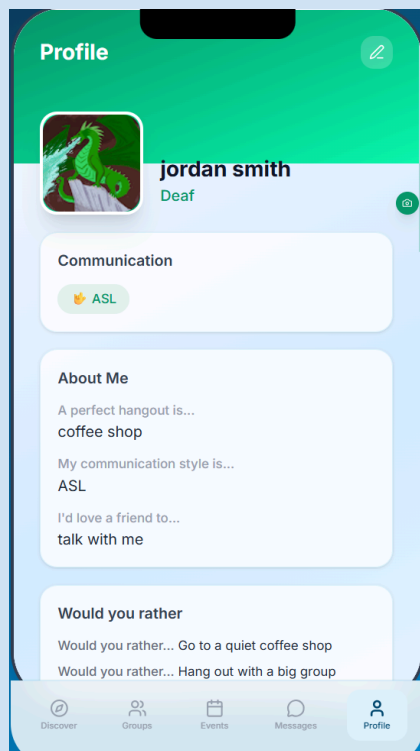 Profile
jordan smith
Deaf
Communication
🤟 ASL
About Me
A perfect hangout is...
coffee shop
My communication style is...
ASL
I'd love a friend to...
talk with me
Would you rather
Would you rather... Go to a quiet coffee shop
Would you rather... Hang out with a big group
Discover Groups Events Messages Profile